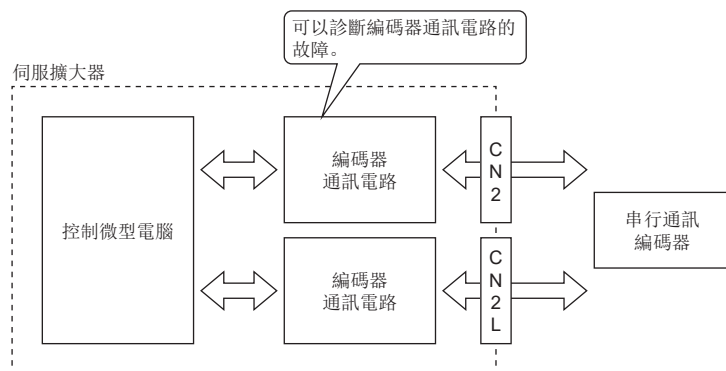 可以診斷編碼器通訊電路的
故障。
伺服擴大器
控制微型電腦
編碼器
通訊電路
CN2
串行通訊
編碼器
編碼器
通訊電路
CN2L